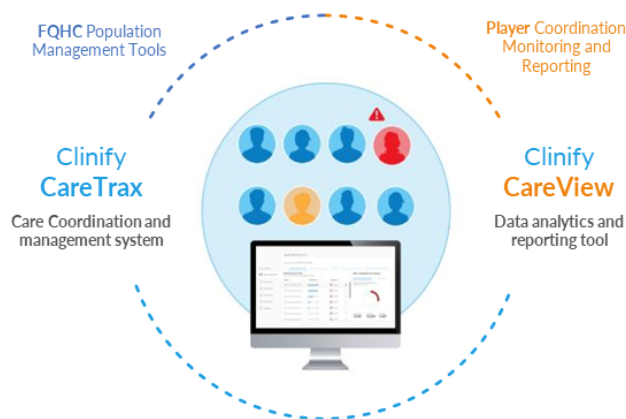 FQHC Population
Management Tools
Player Coordination
Monitoring and
Reporting
Clinify
CareTrax
Care Coordination and
management system
Clinify
CareView
Data analytics and
reporting tool